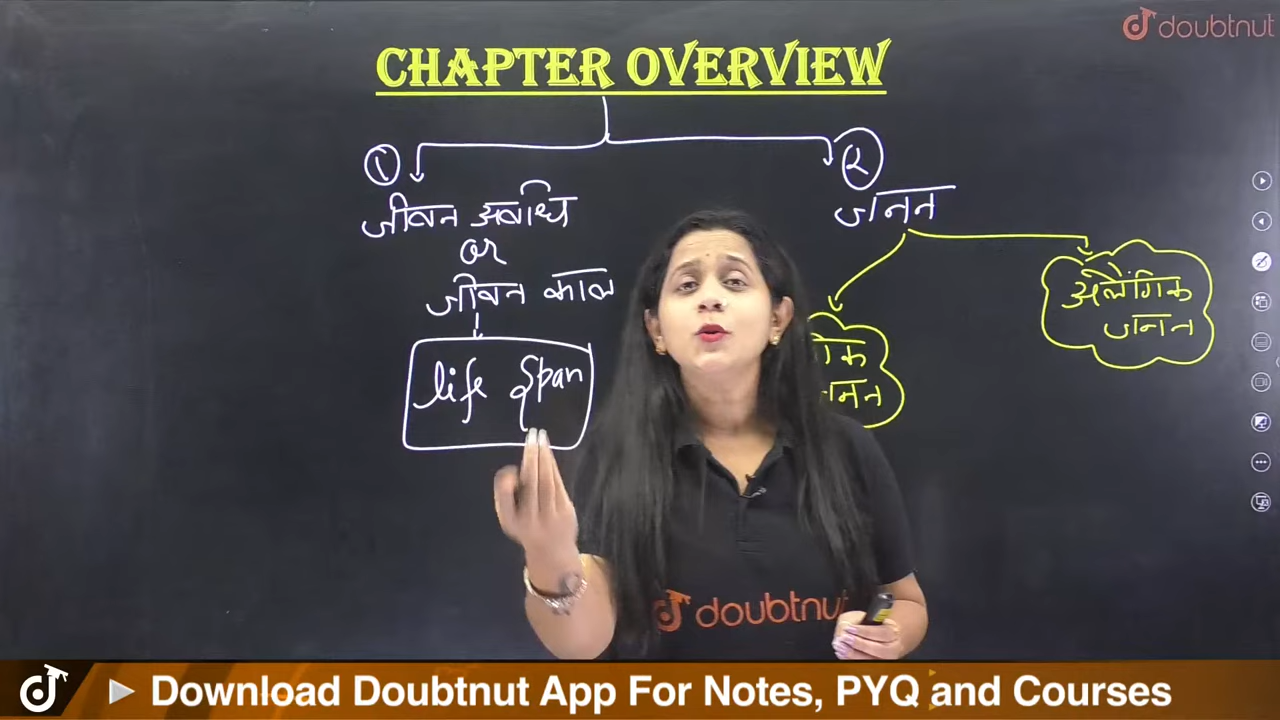 doubtnut
CHAPTER OVERVIEW
①
जीवन अवधि
or
जीवन काल
life span
②
जनन
अलैंगिक
जनन
doubtnut
Download Doubtnut App For Notes, PYQ and Courses